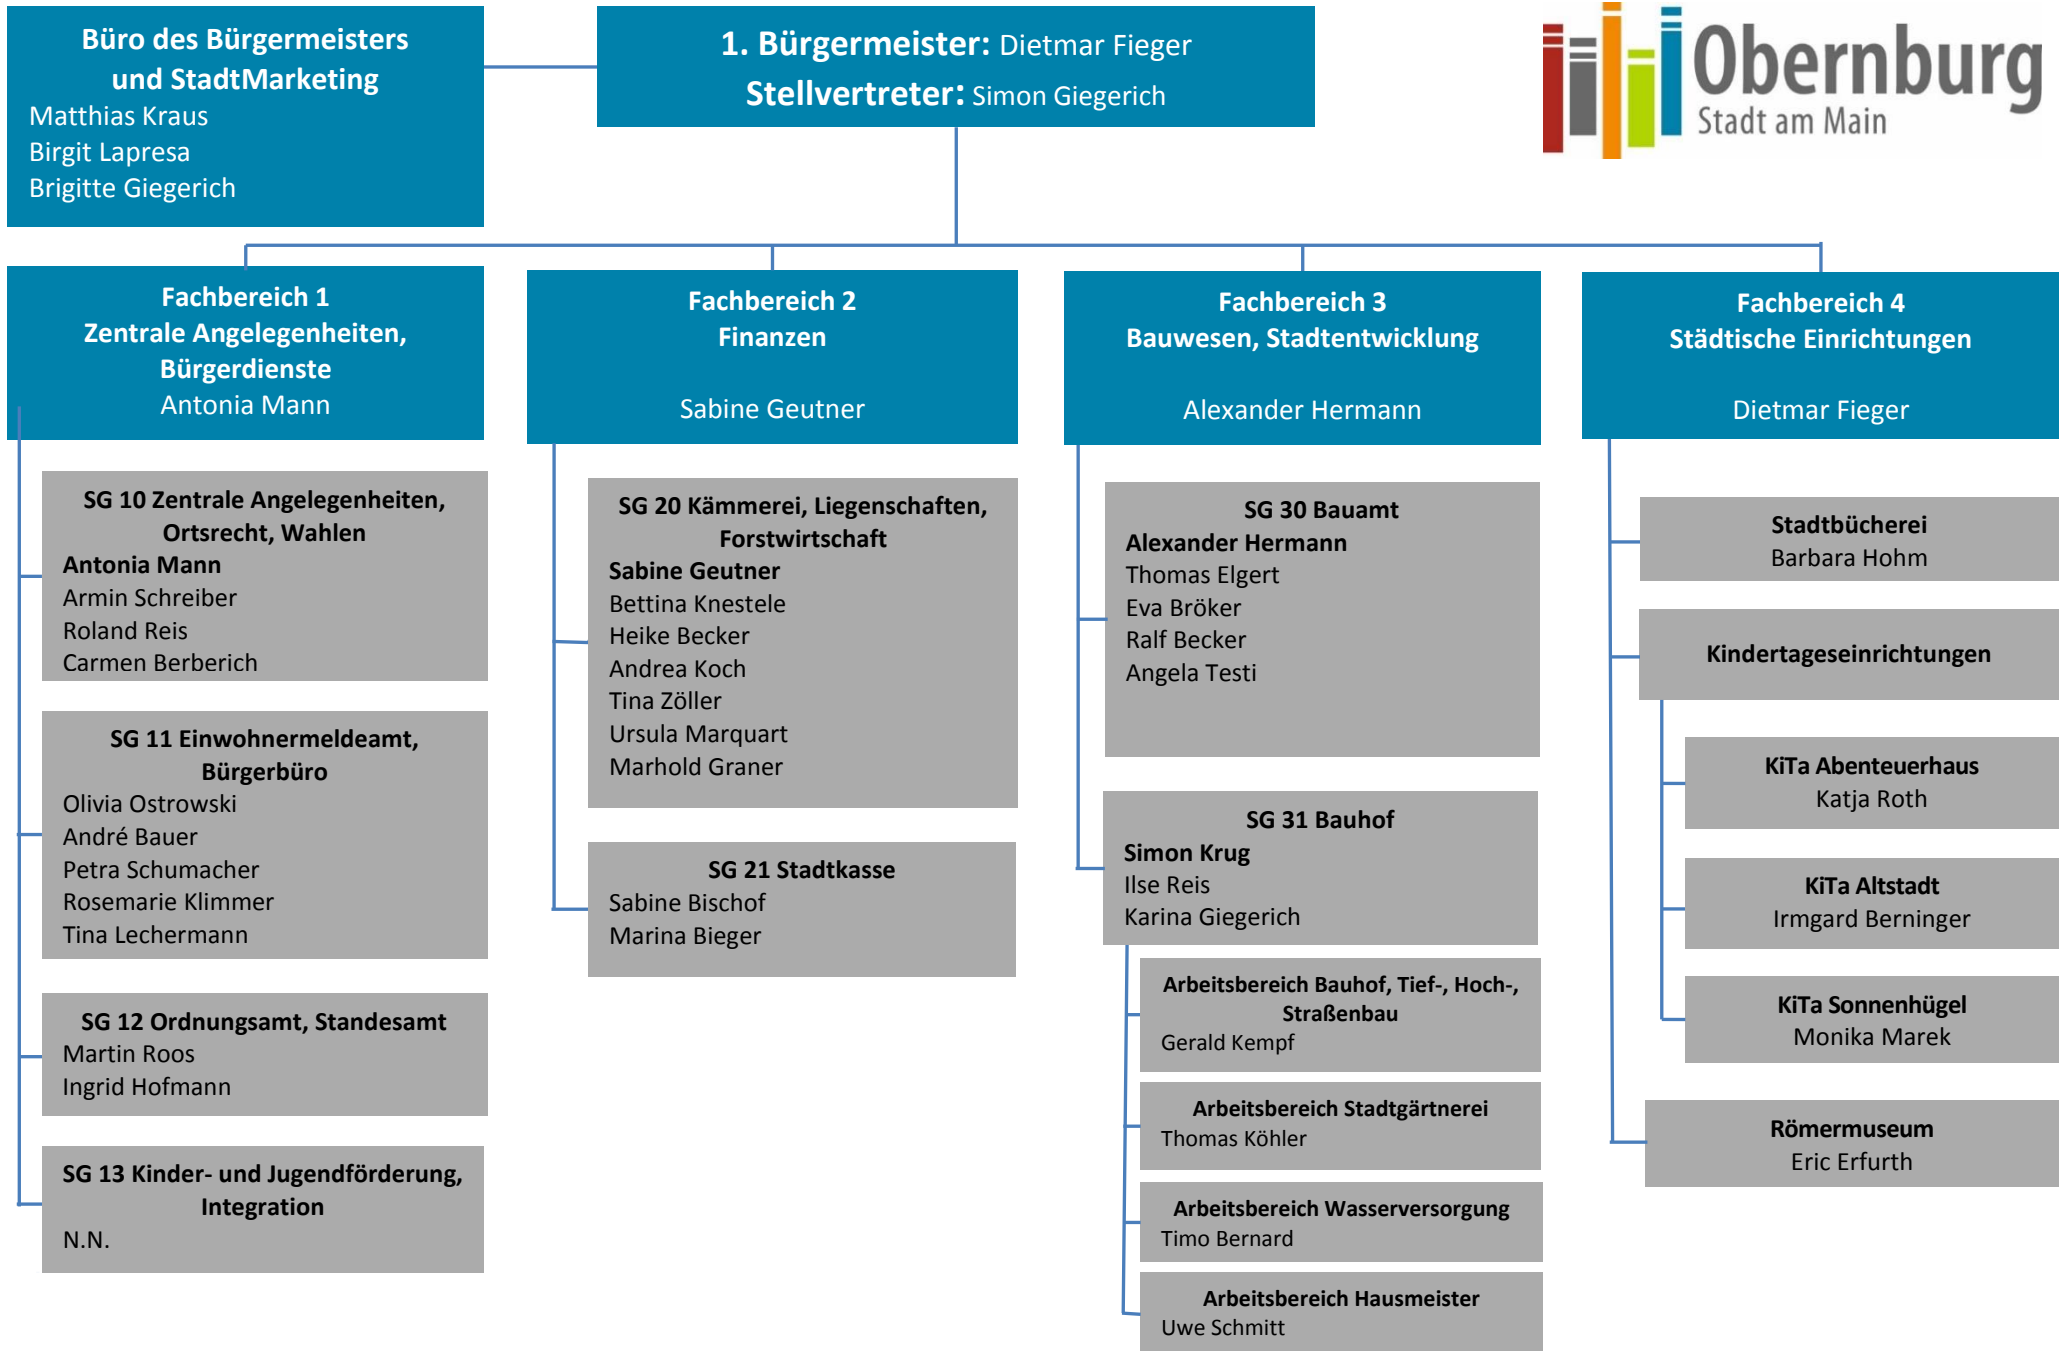 Büro des Bürgermeisters
und StadtMarketing
Matthias Kraus
Birgit Lapresa
Brigitte Giegerich
1. Bürgermeister: Dietmar Fieger
Stellvertreter: Simon Giegerich
Obernburg
Stadt am Main
Fachbereich 1
Zentrale Angelegenheiten,
Bürgerdienste
Antonia Mann
SG 10 Zentrale Angelegenheiten,
Ortsrecht, Wahlen
Antonia Mann
Armin Schreiber
Roland Reis
Carmen Berberich
SG 11 Einwohnermeldeamt,
Bürgerbüro
Olivia Ostrowski
André Bauer
Petra Schumacher
Rosemarie Klimmer
Tina Lechermann
SG 12 Ordnungsamt, Standesamt
Martin Roos
Ingrid Hofmann
SG 13 Kinder- und Jugendförderung,
Integration
N.N.
Fachbereich 2
Finanzen
Sabine Geutner
SG 20 Kämmerei, Liegenschaften,
Forstwirtschaft
Sabine Geutner
Bettina Knestele
Heike Becker
Andrea Koch
Tina Zöller
Ursula Marquart
Marhold Graner
SG 21 Stadtkasse
Sabine Bischof
Marina Bieger
Fachbereich 3
Bauwesen, Stadtentwicklung
Alexander Hermann
SG 30 Bauamt
Alexander Hermann
Thomas Elgert
Eva Bröker
Ralf Becker
Angela Testi
SG 31 Bauhof
Simon Krug
Ilse Reis
Karina Giegerich
Arbeitsbereich Bauhof, Tief-, Hoch-,
Straßenbau
Gerald Kempf
Arbeitsbereich Stadtgärtnerei
Thomas Köhler
Arbeitsbereich Wasserversorgung
Timo Bernard
Arbeitsbereich Hausmeister
Uwe Schmitt
Fachbereich 4
Städtische Einrichtungen
Dietmar Fieger
Stadtbücherei
Barbara Hohm
Kindertageseinrichtungen
KiTa Abenteuerhaus
Katja Roth
KiTa Altstadt
Irmgard Berninger
KiTa Sonnenhügel
Monika Marek
Römermuseum
Eric Erfurth